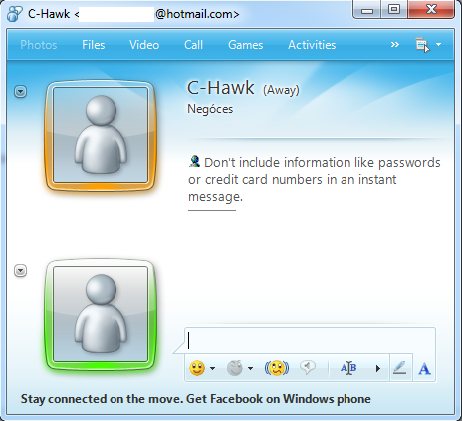 C-Hawk < @hotmail.com>
Photos Files Video Call Games Activities »
C-Hawk (Away)
Negóces
Don't include information like passwords
or credit card numbers in an instant
message.
AB A
Stay connected on the move. Get Facebook on Windows phone